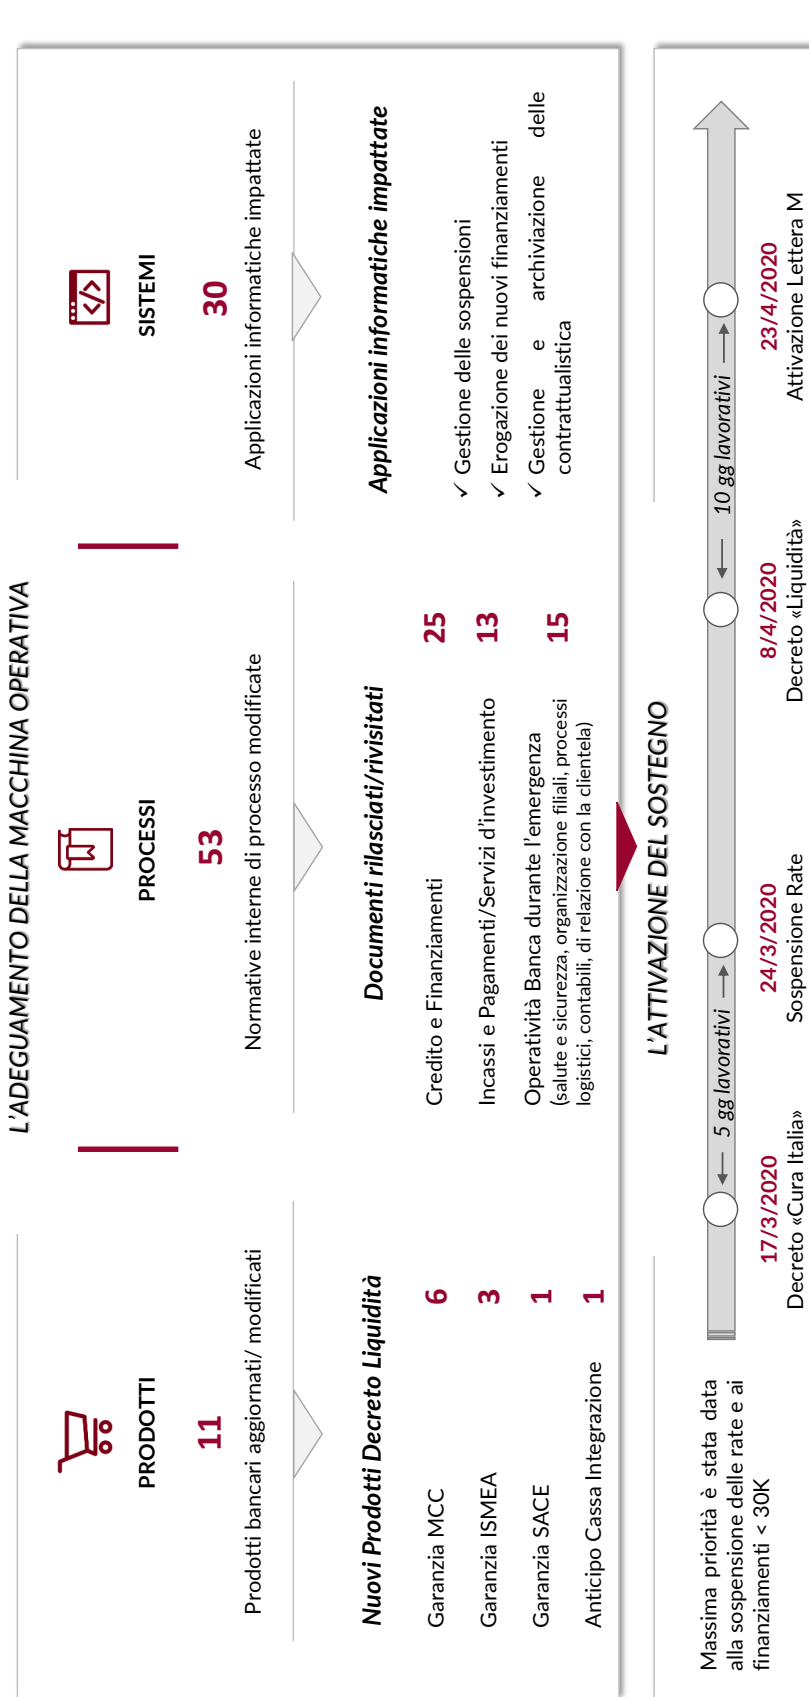 L'ADEGUAMENTO DELLA MACCHINA OPERATIVA
PRODOTTI
11
Prodotti bancari aggiornati/ modificati
Nuovi Prodotti Decreto Liquidità
Garanzia MCC 6
Garanzia ISMEA 3
Garanzia SACE 1
Anticipo Cassa Integrazione 1
PROCESSI
53
Normative interne di processo modificate
Documenti rilasciati/rivisitati
Credito e Finanziamenti 25
Incassi e Pagamenti/Servizi d'investimento 13
Operatività Banca durante l'emergenza 15
(salute e sicurezza, organizzazione filiali, processi
logistici, contabili, di relazione con la clientela)
SISTEMI
30
Applicazioni informatiche impattate
Applicazioni informatiche impattate
✓ Gestione delle sospensioni
✓ Erogazione dei nuovi finanziamenti
✓ Gestione e archiviazione delle
contrattualistica
L'ATTIVAZIONE DEL SOSTEGNO
Massima priorità è stata data
alla sospensione delle rate e ai
finanziamenti < 30K
5 gg lavorativi
10 gg lavorativi
17/3/2020
Decreto «Cura Italia»
24/3/2020
Sospensione Rate
8/4/2020
Decreto «Liquidità»
23/4/2020
Attivazione Lettera M